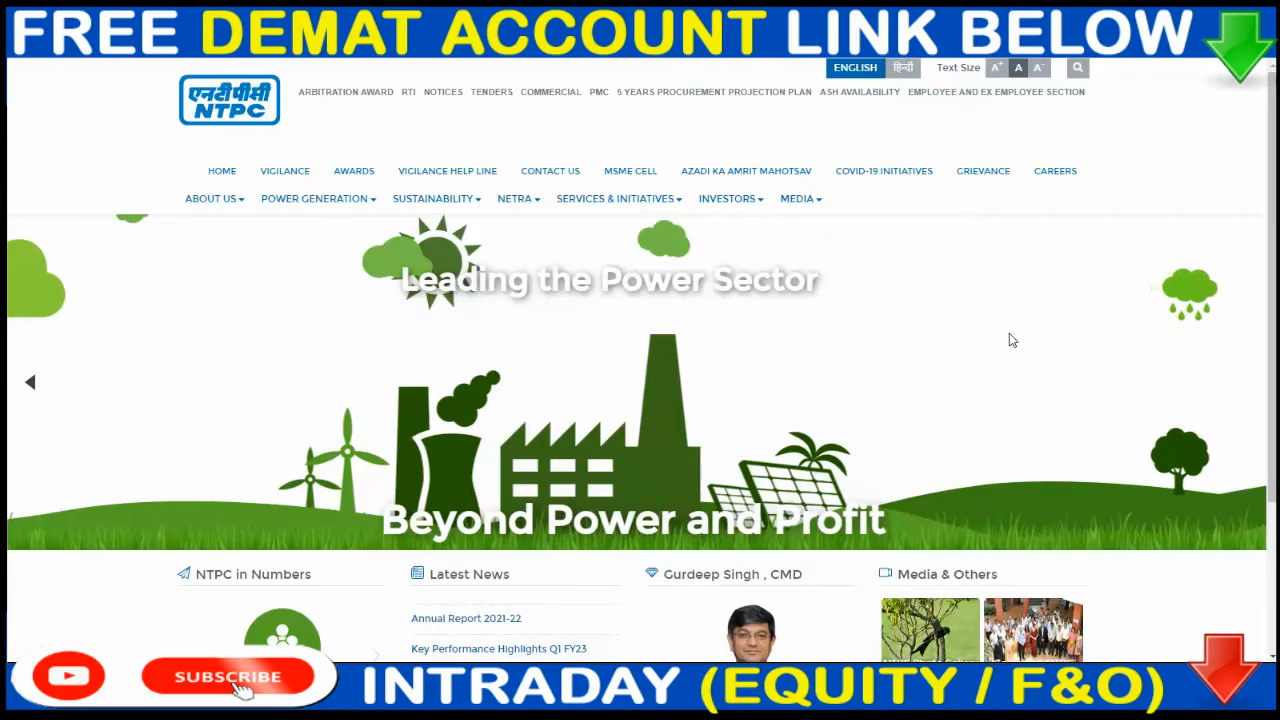 FREE DEMAT ACCOUNT LINK BELOW
ENGLISH हिन्दी Text Size A+ A A-
एनटीपीसी
NTPC
ARBITRATION AWARD RTI NOTICES TENDERS COMMERCIAL PMC 5 YEARS PROCUREMENT PROJECTION PLAN ASH AVAILABILITY EMPLOYEE AND EX EMPLOYEE SECTION
HOME VIGILANCE AWARDS VIGILANCE HELP LINE CONTACT US MSME CELL AZADI KA AMRIT MAHOTSAV COVID-19 INITIATIVES GRIEVANCE CAREERS
ABOUT US POWER GENERATION SUSTAINABILITY NETRA SERVICES & INITIATIVES INVESTORS MEDIA
Leading the Power Sector
Beyond Power and Profit
NTPC in Numbers Latest News Gurdeep Singh , CMD Media & Others
Annual Report 2021-22
Key Performance Highlights Q1 FY23
SUBSCRIBE
INTRADAY (EQUITY / F&O)